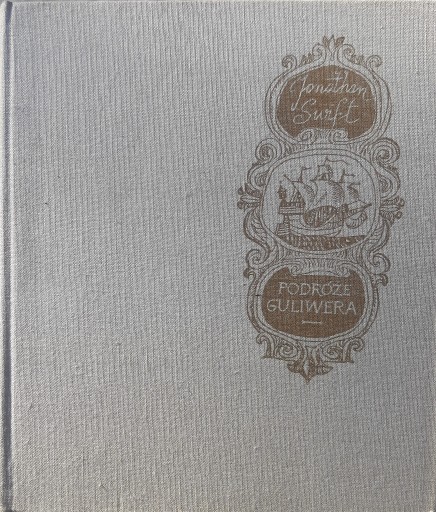 Jonathan
Swift
PODRÓŻE
GULIWERA